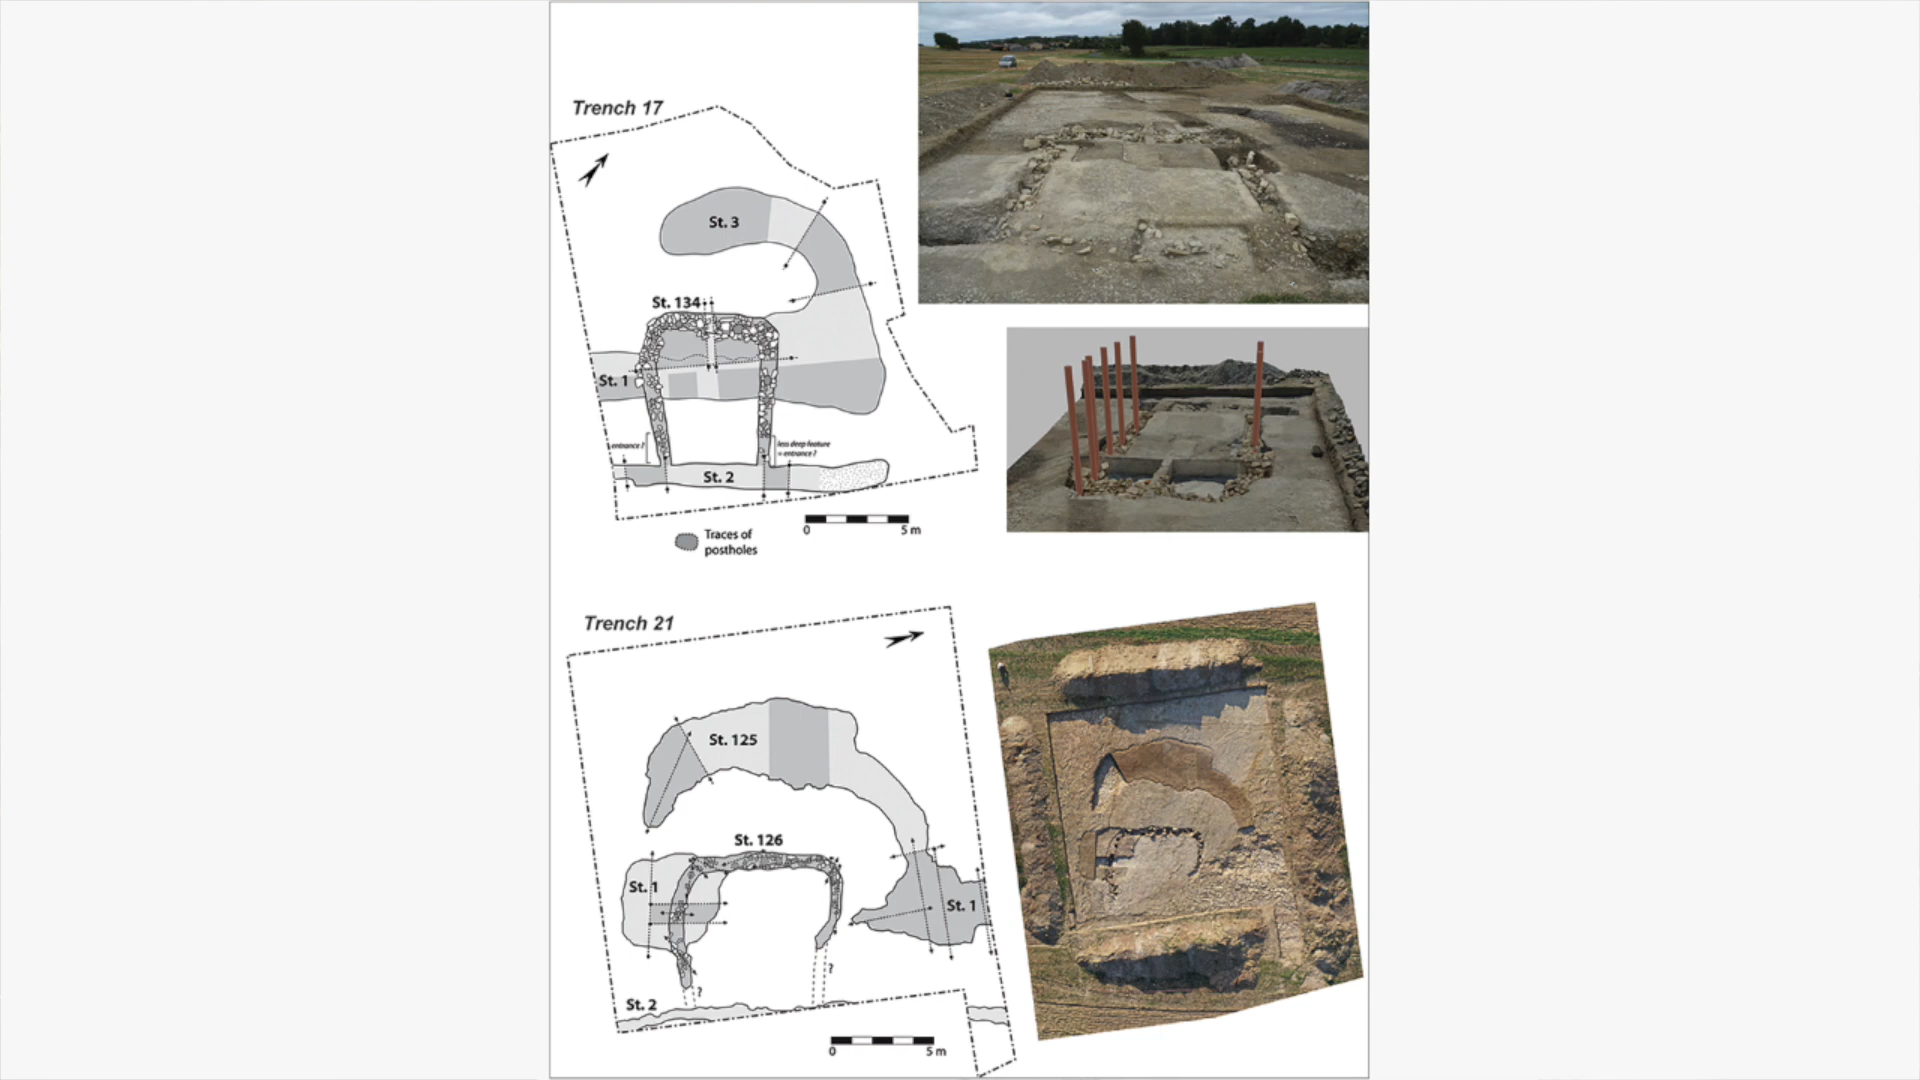 Trench 17
St. 3
St. 134
St. 1
entrance ?
less deep feature
= entrance ?
St. 2
0 5 m
Traces of
postholes
Trench 21
St. 125
St. 126
St. 1
St. 1
?
?
St. 2
0 5 m